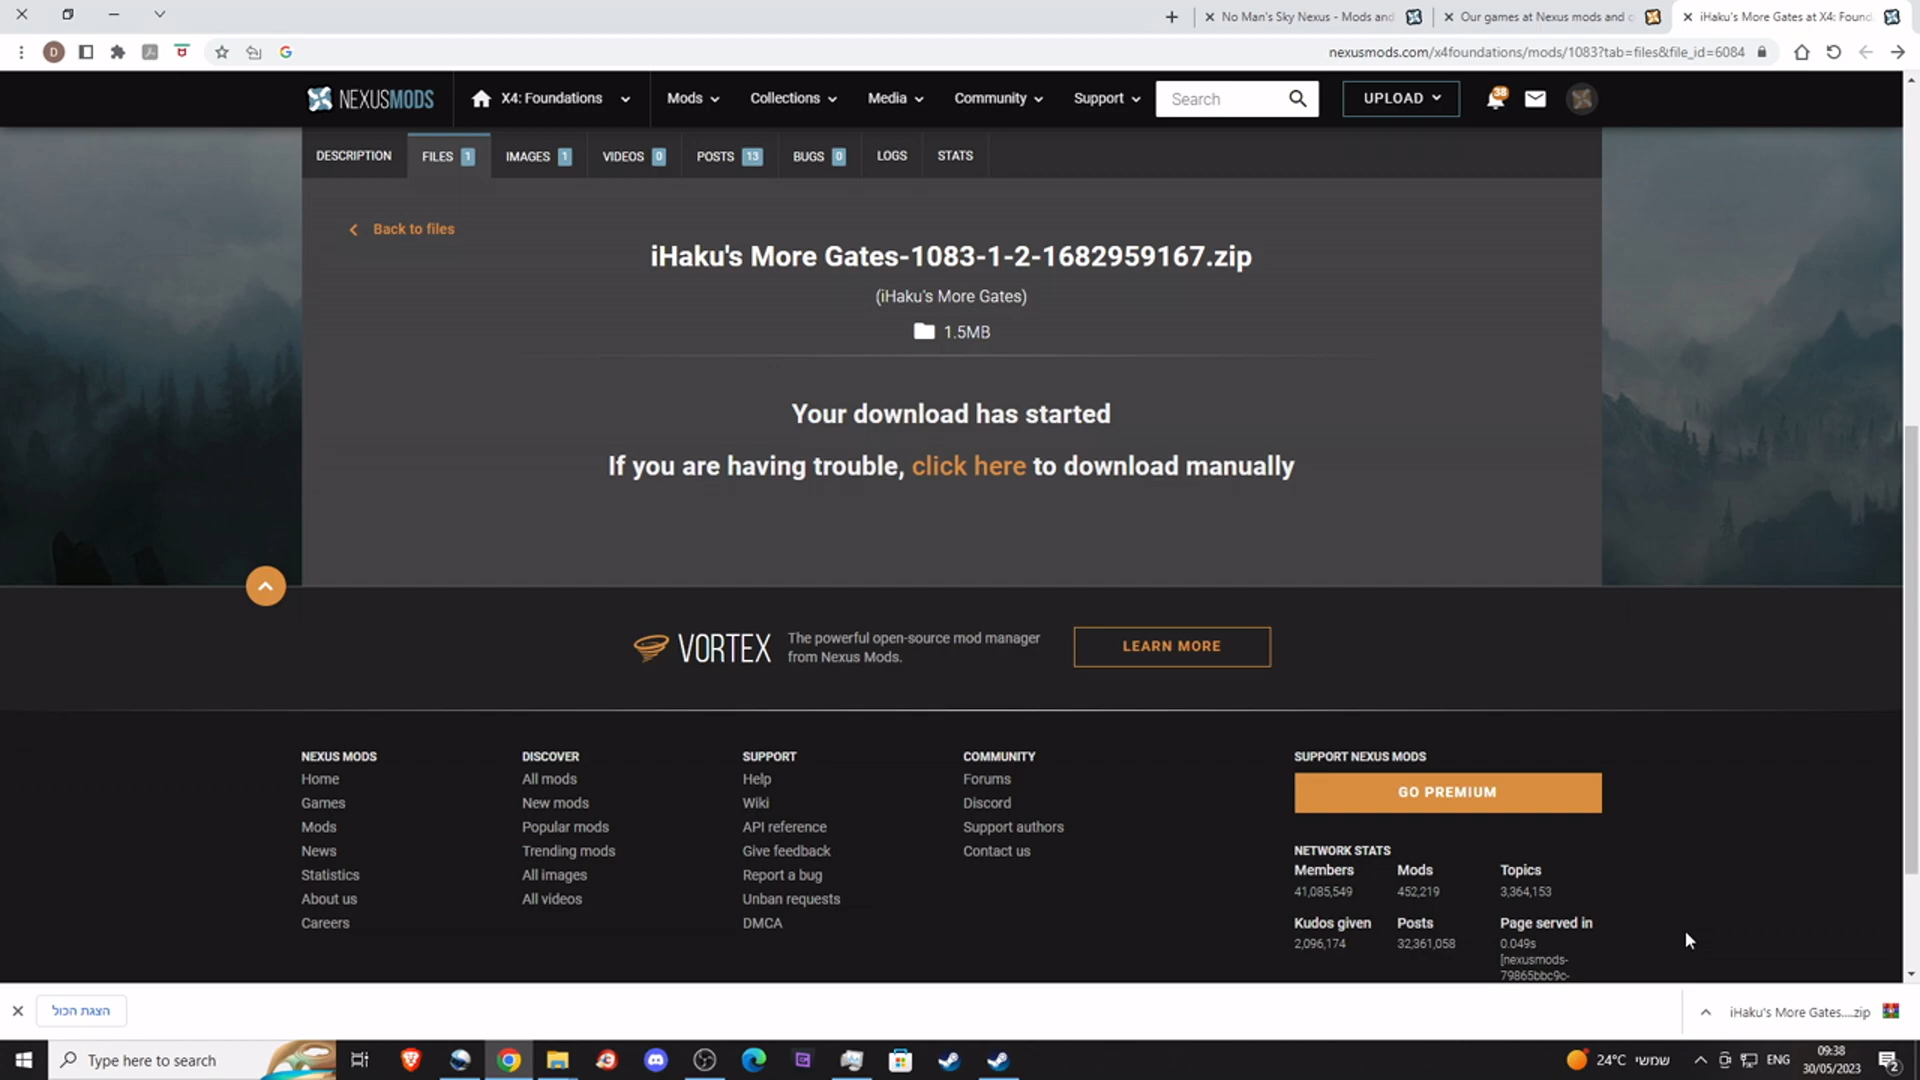 No Man's Sky Nexus - Mods and
Our games at Nexus mods and c
iHaku's More Gates at X4: Found
D
nexusmods.com/x4foundations/mods/1083?tab=files&file_id=6084
NEXUSMODS
X4: Foundations
Mods
Collections
Media
Community
Support
Search
UPLOAD
38
DESCRIPTION
FILES 1
IMAGES 1
VIDEOS 0
POSTS 13
BUGS 0
LOGS
STATS
Back to files
iHaku's More Gates-1083-1-2-1682959167.zip
(iHaku's More Gates)
1.5MB
Your download has started
If you are having trouble, click here to download manually
VORTEX
The powerful open-source mod manager
from Nexus Mods.
LEARN MORE
NEXUS MODS
Home
Games
Mods
News
Statistics
About us
Careers
DISCOVER
All mods
New mods
Popular mods
Trending mods
All images
All videos
SUPPORT
Help
Wiki
API reference
Give feedback
Report a bug
Unban requests
DMCA
COMMUNITY
Forums
Discord
Support authors
Contact us
SUPPORT NEXUS MODS
GO PREMIUM
NETWORK STATS
Members
41,085,549
Mods
452,219
Topics
3,364,153
Kudos given
2,096,174
Posts
32,361,058
Page served in
0.049s
[nexusmods-
79865bbc9c-
הצגת הכול
iHaku's More Gates....zip
Type here to search
24°C שמשי
ENG
09:38
30/05/2023
2